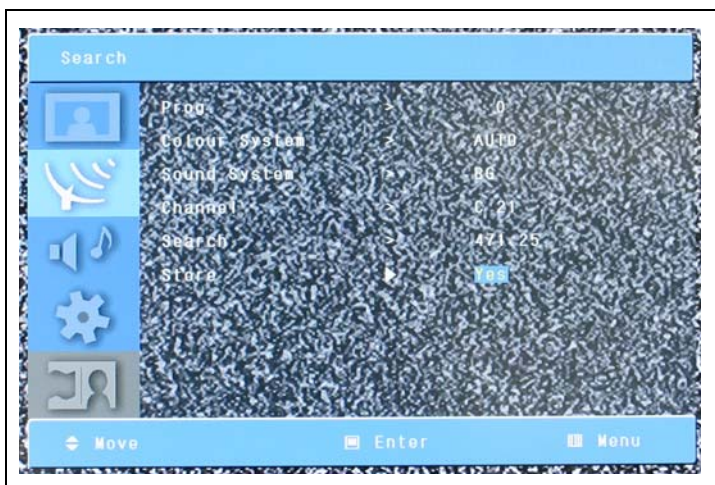 Search
Prog. > 0
Colour System > AUTO
Sound System > BG
Channel > C 21
Search > 471.25
Store Yes
Move Enter Menu